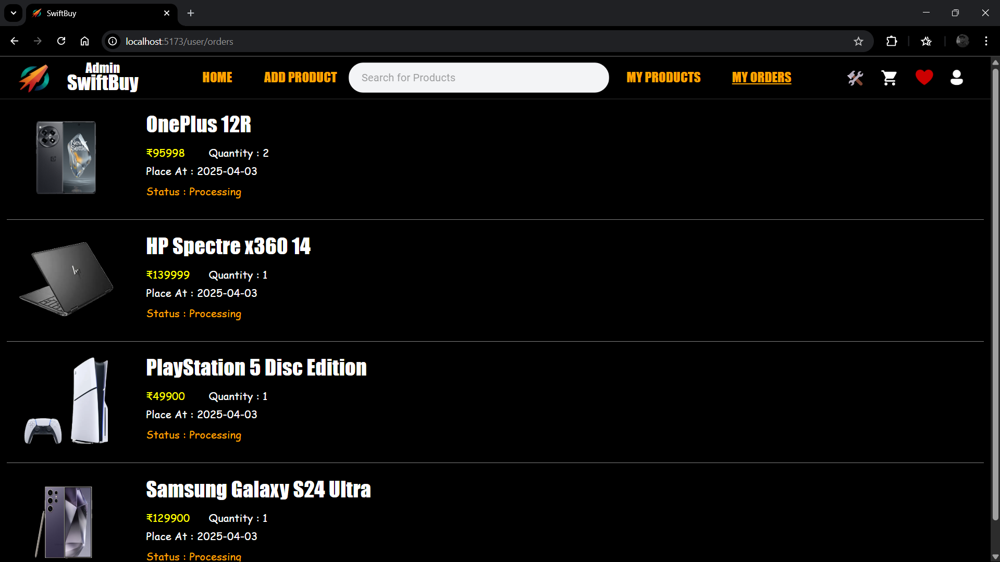 SwiftBuy
localhost:5173/user/orders
Admin
SwiftBuy
HOME
ADD PRODUCT
Search for Products
MY PRODUCTS
MY ORDERS
OnePlus 12R
₹95998 Quantity : 2
Place At : 2025-04-03
Status : Processing
Never
Settle
HP Spectre x360 14
₹139999 Quantity : 1
Place At : 2025-04-03
Status : Processing
hp
PlayStation 5 Disc Edition
₹49900 Quantity : 1
Place At : 2025-04-03
Status : Processing
Samsung Galaxy S24 Ultra
₹129900 Quantity : 1
Place At : 2025-04-03
Status : Processing